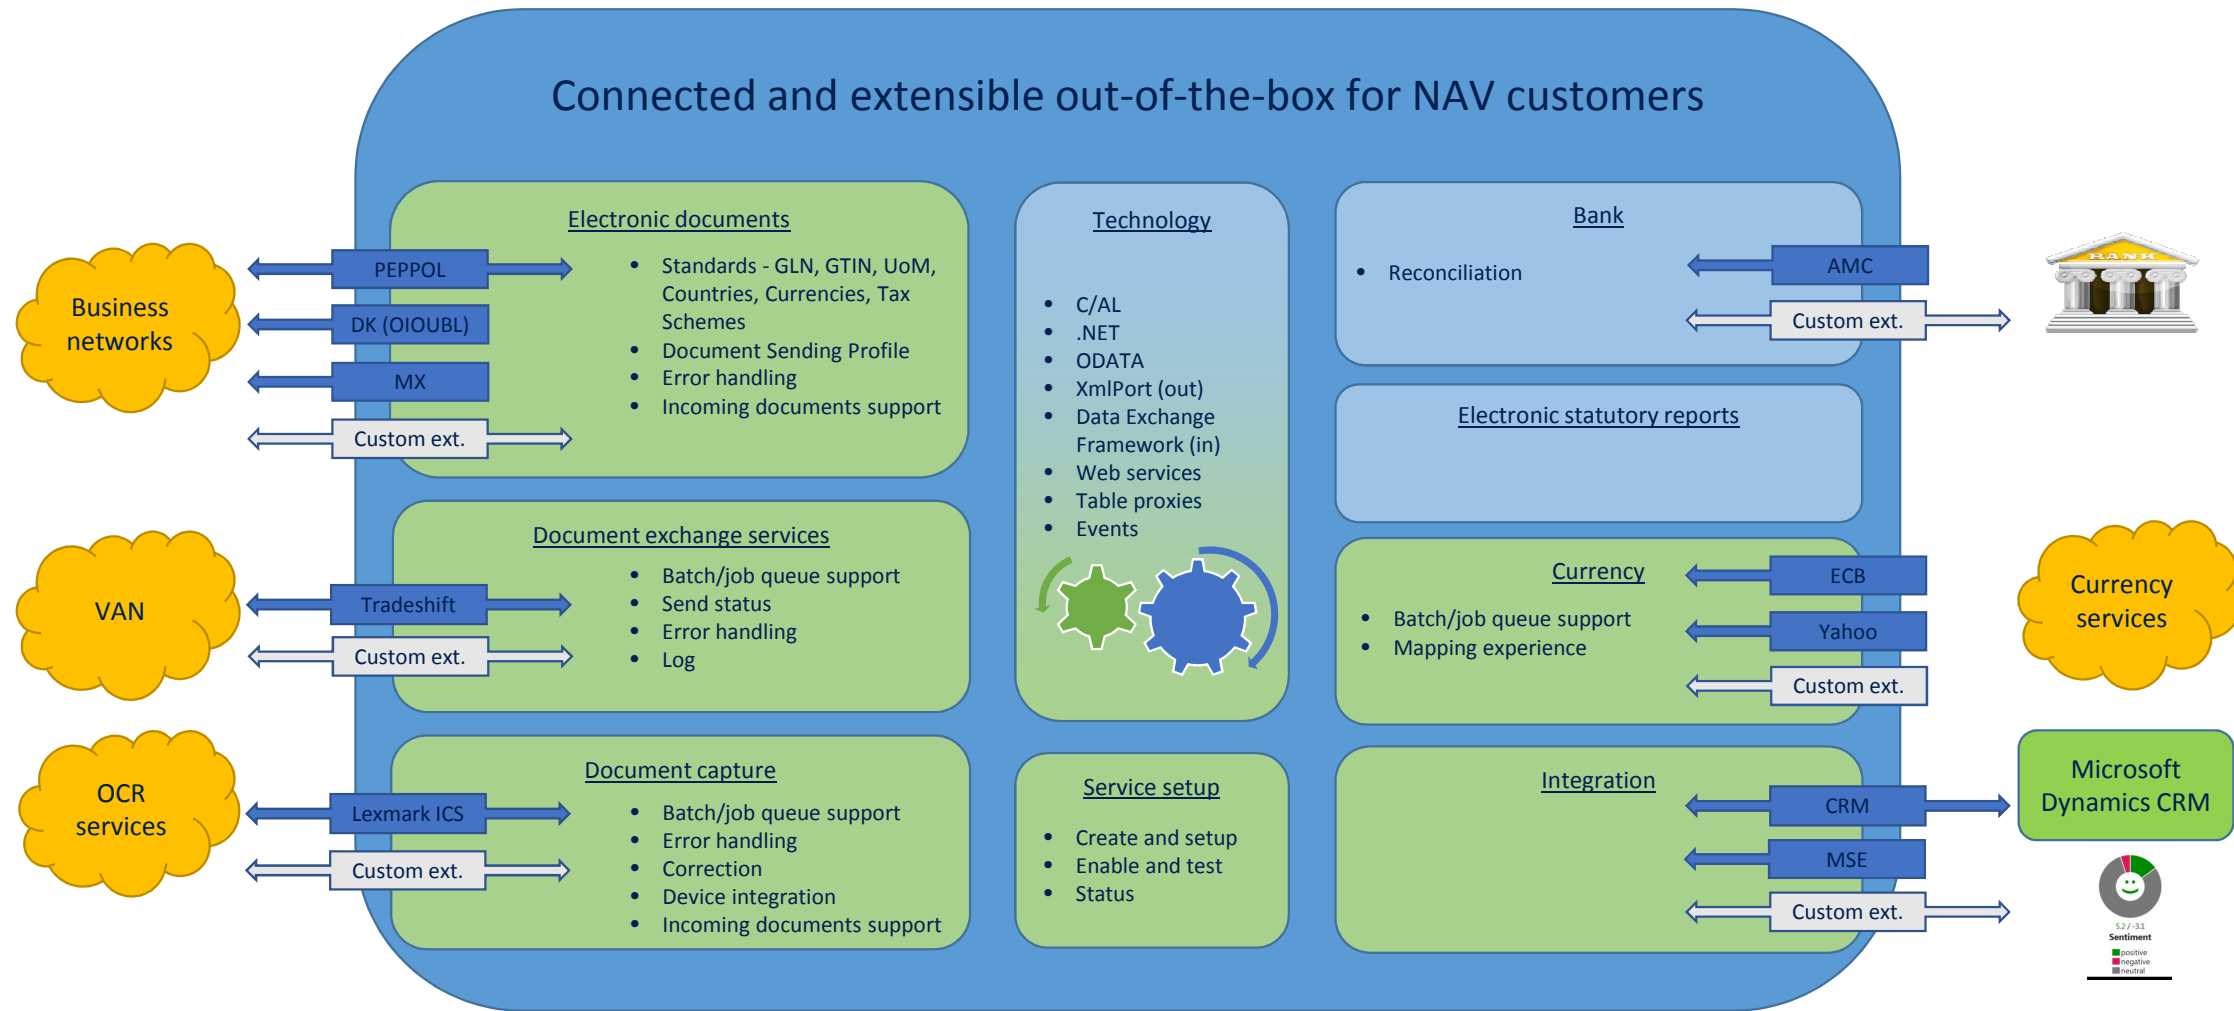 Connected and extensible out-of-the-box for NAV customers
Business
networks
PEPPOL
DK (OIOUBL)
MX
Custom ext.
Electronic documents
• Standards - GLN, GTIN, UoM,
Countries, Currencies, Tax
Schemes
• Document Sending Profile
• Error handling
• Incoming documents support
VAN
Tradeshift
Custom ext.
Document exchange services
• Batch/job queue support
• Send status
• Error handling
• Log
OCR
services
Lexmark ICS
Custom ext.
Document capture
• Batch/job queue support
• Error handling
• Correction
• Device integration
• Incoming documents support
Technology
• C/AL
• .NET
• ODATA
• XmlPort (out)
• Data Exchange
Framework (in)
• Web services
• Table proxies
• Events
Service setup
• Create and setup
• Enable and test
• Status
Bank
• Reconciliation
AMC
Custom ext.
BANK
Electronic statutory reports
Currency
• Batch/job queue support
• Mapping experience
ECB
Yahoo
Custom ext.
Currency
services
Integration
CRM
MSE
Custom ext.
Microsoft
Dynamics CRM
5.2 / -3.1
Sentiment
positive
negative
neutral